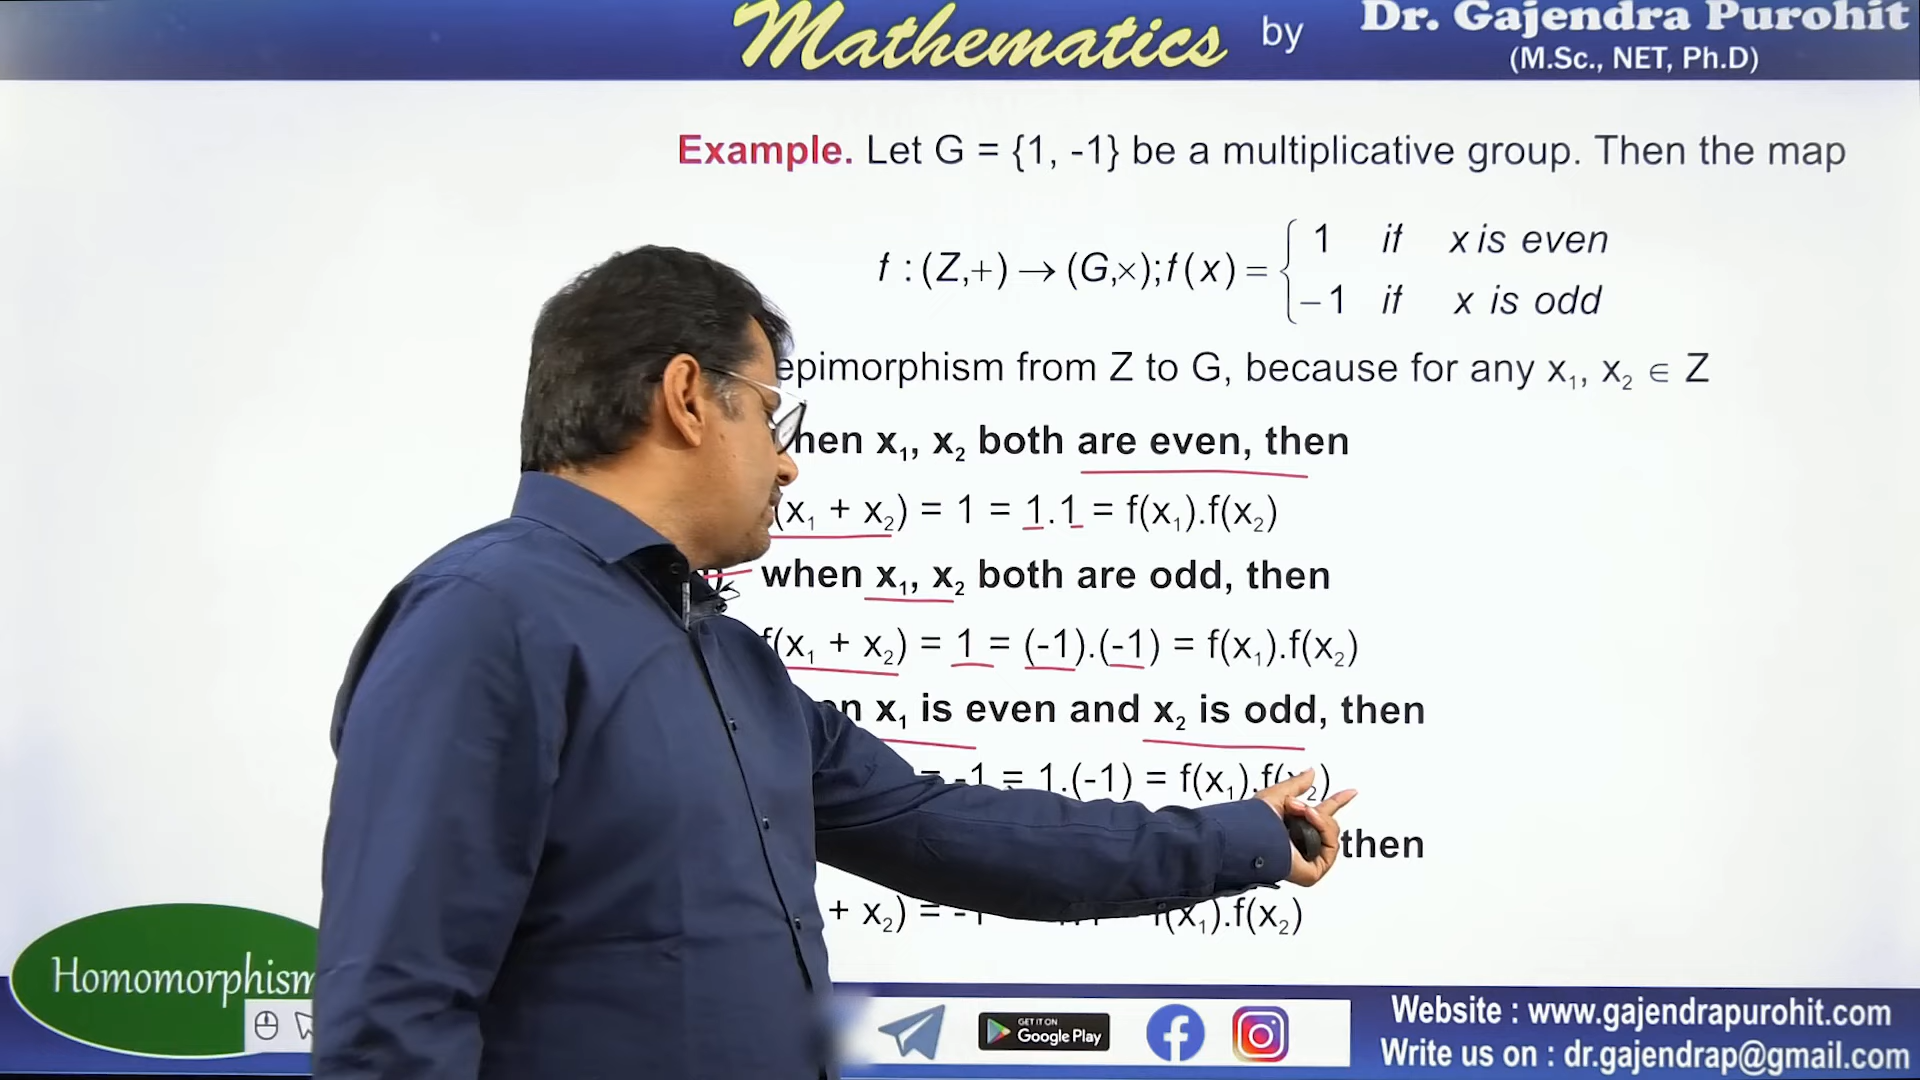 Mathematics by Dr. Gajendra Purohit
(M.Sc., NET, Ph.D)
Example. Let G = {1, -1} be a multiplicative group. Then the map
f : (Z,+) → (G,×); f(x) = { 1 if x is even
−1 if x is odd
epimorphism from Z to G, because for any x₁, x₂ ∈ Z
x₁, x₂ both are even, then
(x₁ + x₂) = 1 = 1.1 = f(x₁).f(x₂)
when x₁, x₂ both are odd, then
f(x₁ + x₂) = 1 = (-1).(-1) = f(x₁).f(x₂)
x₁ is even and x₂ is odd, then
= -1 = 1.(-1) = f(x₁).f(x₂)
then
+ x₂) = -1 f(x₁).f(x₂)
Homomorphism
GET IT ON
Google Play
Website : www.gajendrapurohit.com
Write us on : dr.gajendrap@gmail.com